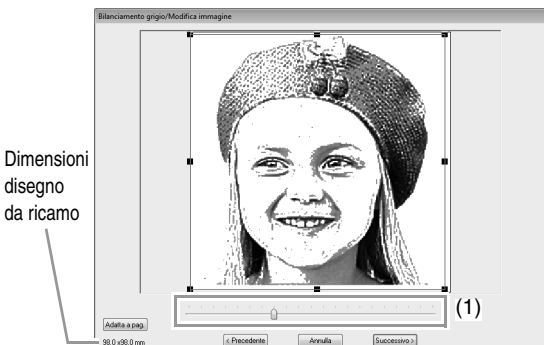 Bilanciamento grigio/Modifica immagine
Dimensioni
disegno
da ricamo
(1)
Adatta a pag.
98.0 x98.0 mm
< Precedente
Annulla
Successivo >